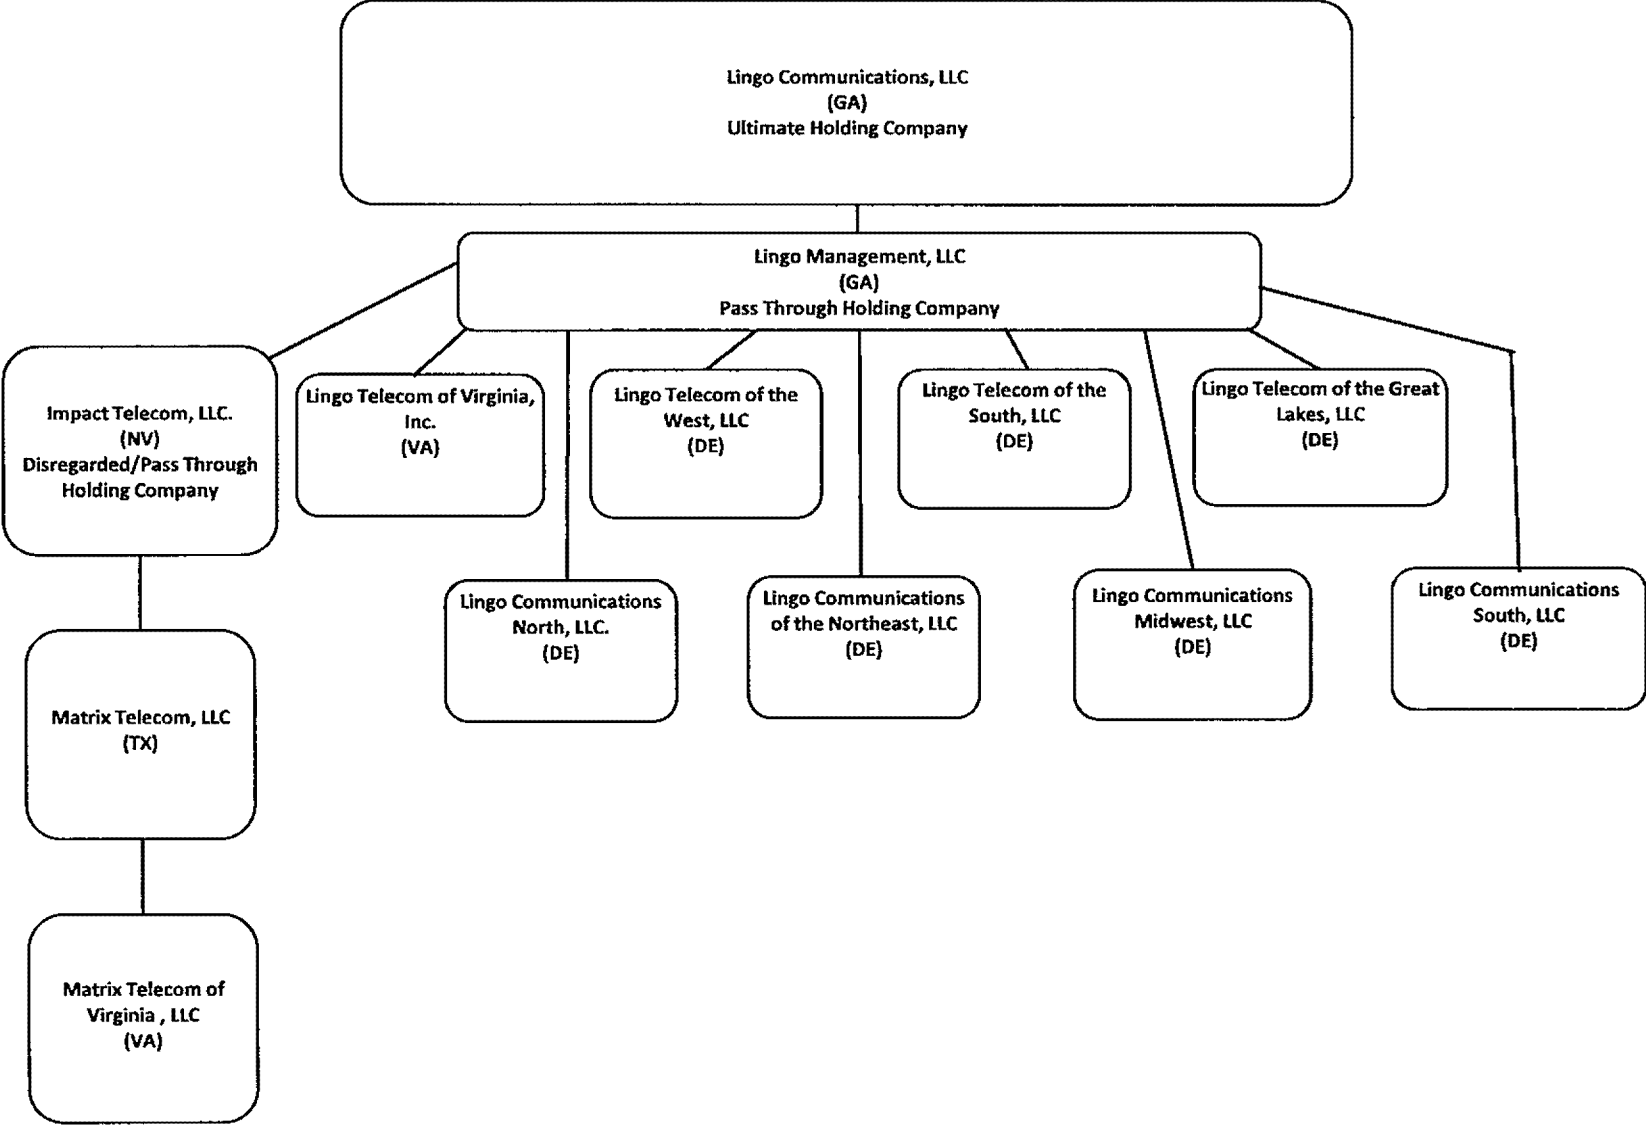 Lingo Communications, LLC
(GA)
Ultimate Holding Company
Lingo Management, LLC
(GA)
Pass Through Holding Company
Impact Telecom, LLC.
(NV)
Disregarded/Pass Through
Holding Company
Lingo Telecom of Virginia,
Inc.
(VA)
Lingo Telecom of the
West, LLC
(DE)
Lingo Telecom of the
South, LLC
(DE)
Lingo Telecom of the Great
Lakes, LLC
(DE)
Lingo Communications
North, LLC.
(DE)
Lingo Communications
of the Northeast, LLC
(DE)
Lingo Communications
Midwest, LLC
(DE)
Lingo Communications
South, LLC
(DE)
Matrix Telecom, LLC
(TX)
Matrix Telecom of
Virginia , LLC
(VA)